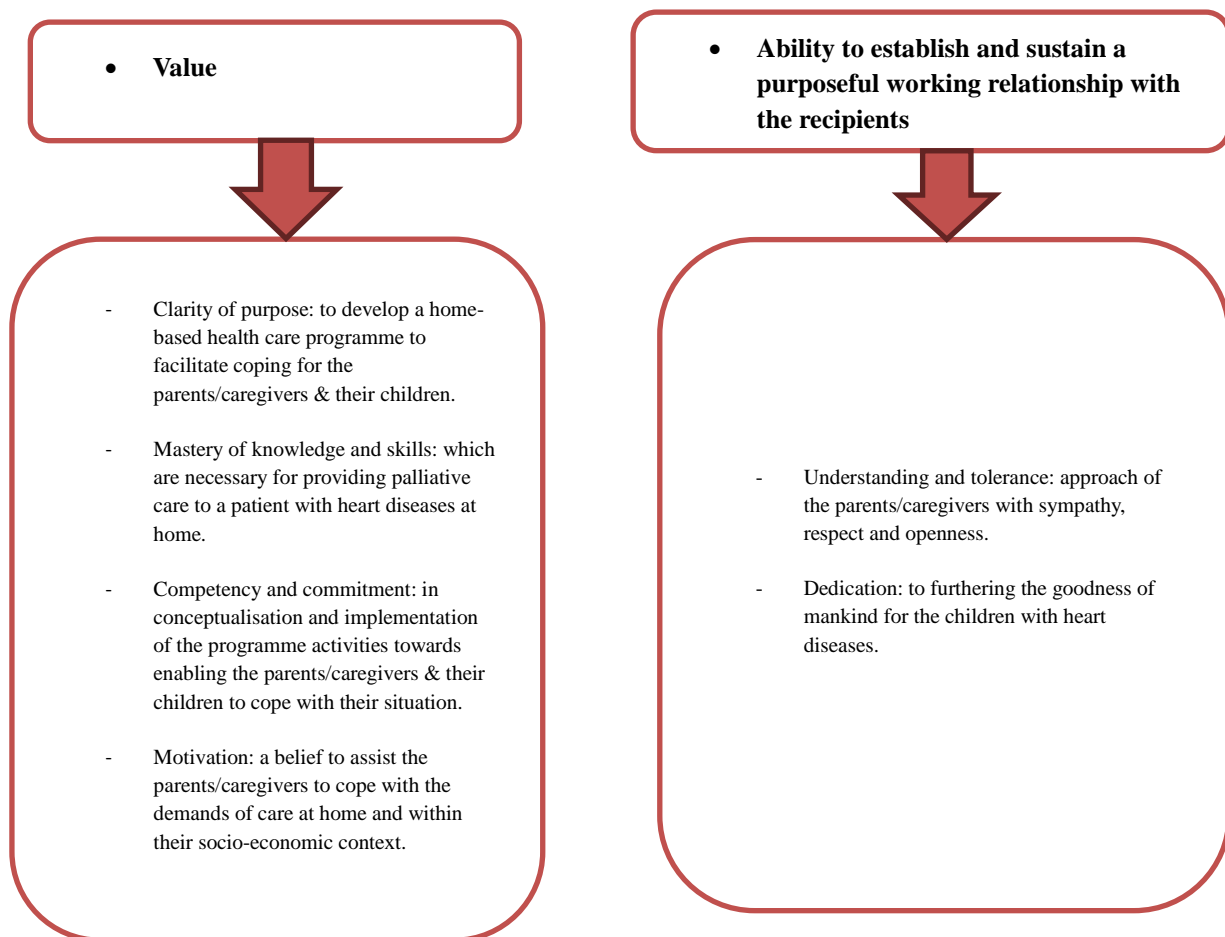 • Value
- Clarity of purpose: to develop a home-
based health care programme to
facilitate coping for the
parents/caregivers & their children.
- Mastery of knowledge and skills: which
are necessary for providing palliative
care to a patient with heart diseases at
home.
- Competency and commitment: in
conceptualisation and implementation
of the programme activities towards
enabling the parents/caregivers & their
children to cope with their situation.
- Motivation: a belief to assist the
parents/caregivers to cope with the
demands of care at home and within
their socio-economic context.
• Ability to establish and sustain a
purposeful working relationship with
the recipients
- Understanding and tolerance: approach of
the parents/caregivers with sympathy,
respect and openness.
- Dedication: to furthering the goodness of
mankind for the children with heart
diseases.